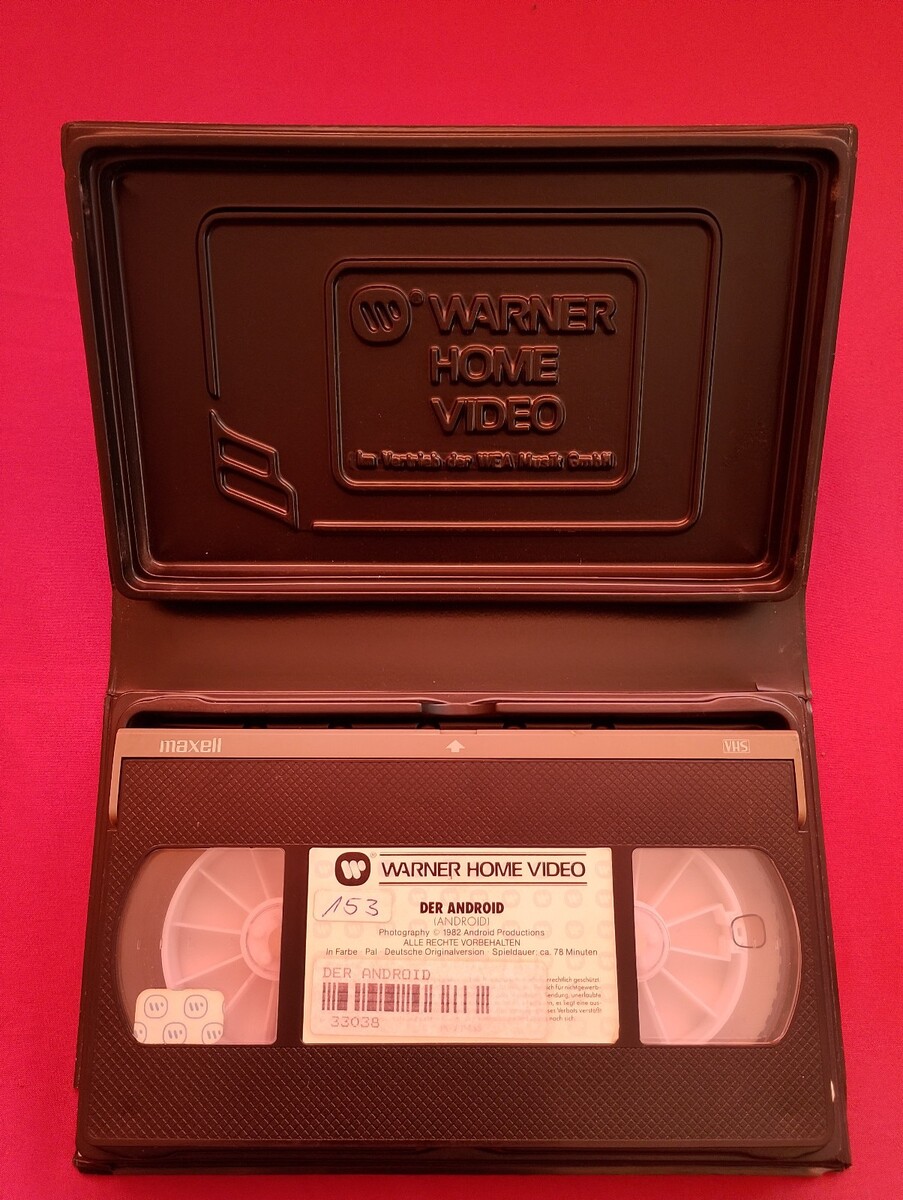 WARNER
HOME
VIDEO
Im Vertrieb der WEA Musik GmbH
maxell
VHS
WARNER HOME VIDEO
153
DER ANDROID
(ANDROID)
Photography © 1982 Android Productions
ALLE RECHTE VORBEHALTEN
In Farbe · Pal · Deutsche Originalversion · Spieldauer: ca. 78 Minuten
DER ANDROID
33038